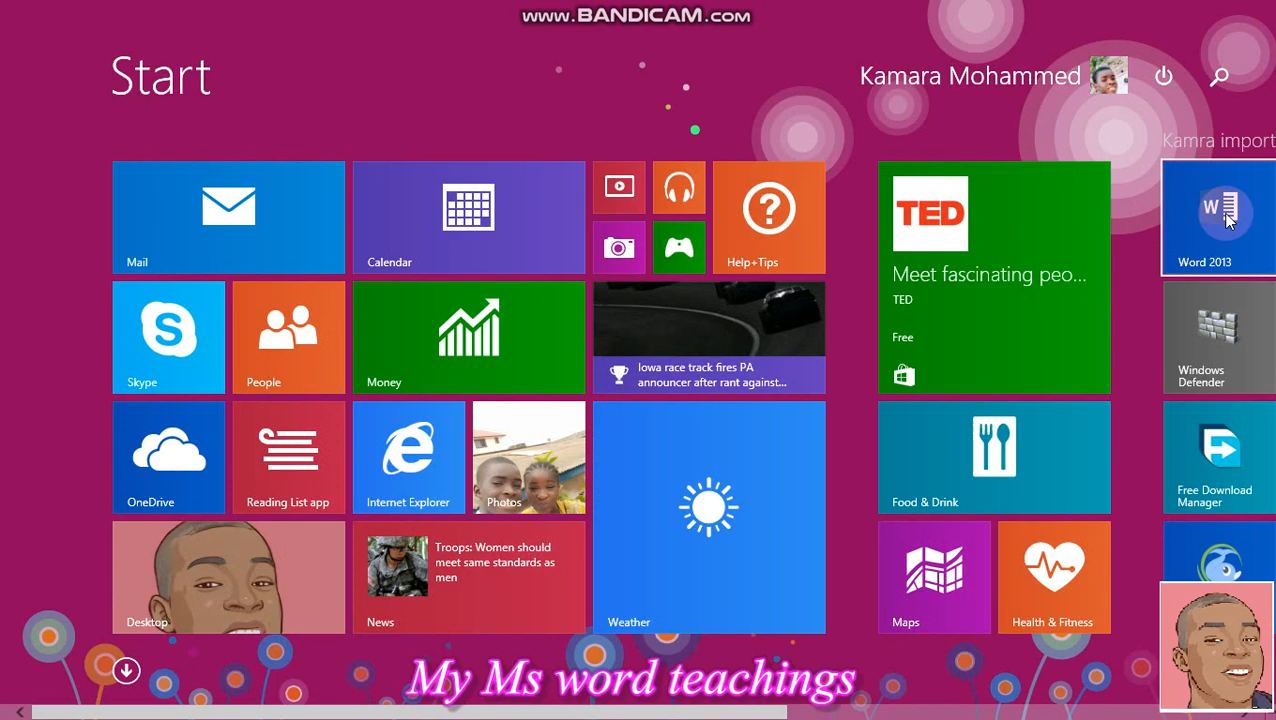 www.BANDICAM.com
Start
Kamara Mohammed
Kamra import
Mail
Calendar
Help+Tips
TED
Meet fascinating peo...
TED
Free
W
Word 2013
Skype
People
Money
Iowa race track fires PA
announcer after rant against...
Windows
Defender
OneDrive
Reading List app
Internet Explorer
Photos
Weather
Food & Drink
Free Download
Manager
Desktop
Troops: Women should
meet same standards as
men
News
Maps
Health & Fitness
My Ms word teachings